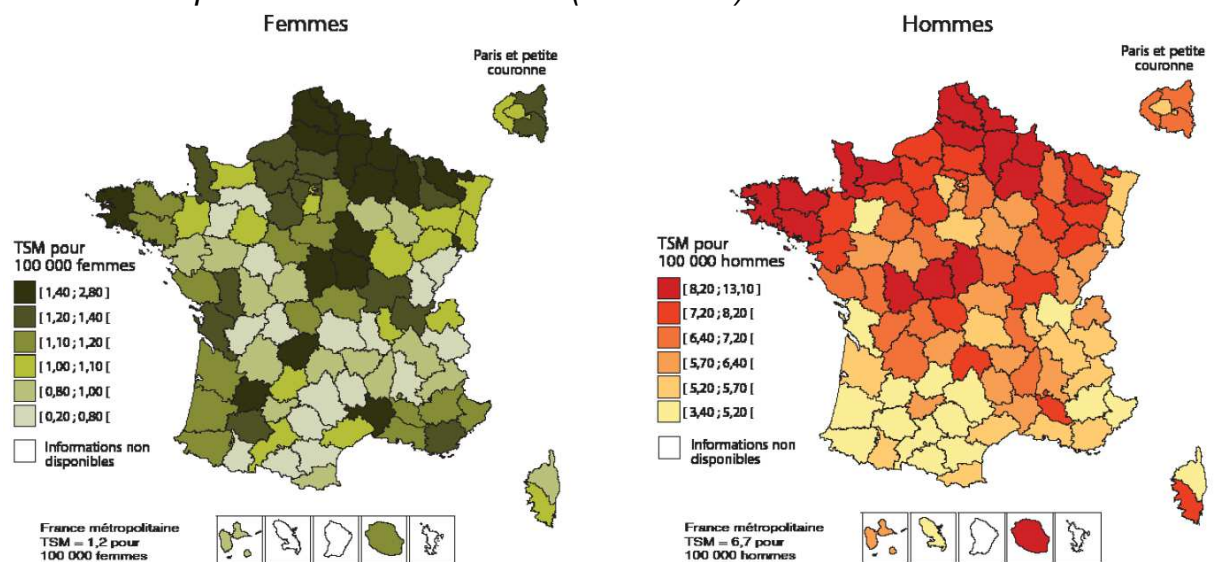 Femmes
Paris et petite
couronne
TSM pour
100 000 femmes
[ 1,40 ; 2,80 ]
[ 1,20 ; 1,40 [
[ 1,10 ; 1,20 [
[ 1,00 ; 1,10 [
[ 0,80 ; 1,00 [
[ 0,20 ; 0,80 [
Informations non
disponibles
France métropolitaine
TSM = 1,2 pour
100 000 femmes
Hommes
Paris et petite
couronne
TSM pour
100 000 hommes
[ 8,20 ; 13,10 ]
[ 7,20 ; 8,20 [
[ 6,40 ; 7,20 [
[ 5,70 ; 6,40 [
[ 5,20 ; 5,70 [
[ 3,40 ; 5,20 [
Informations non
disponibles
France métropolitaine
TSM = 6,7 pour
100 000 hommes